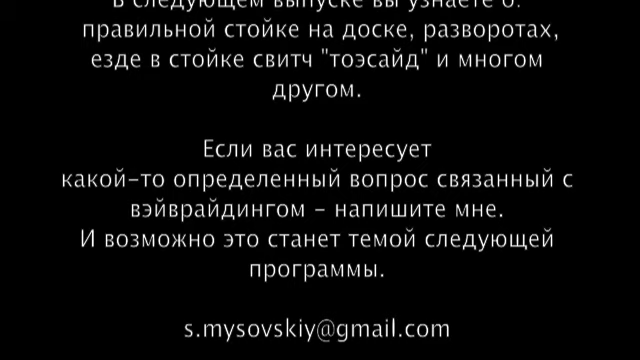 В следующем выпуске вы узнаете о:
правильной стойке на доске, разворотах,
езде в стойке свитч "тоэсайд" и многом
другом.
Если вас интересует
какой-то определенный вопрос связанный с
вэйврайдингом - напишите мне.
И возможно это станет темой следующей
программы.
s.mysovskiy@gmail.com